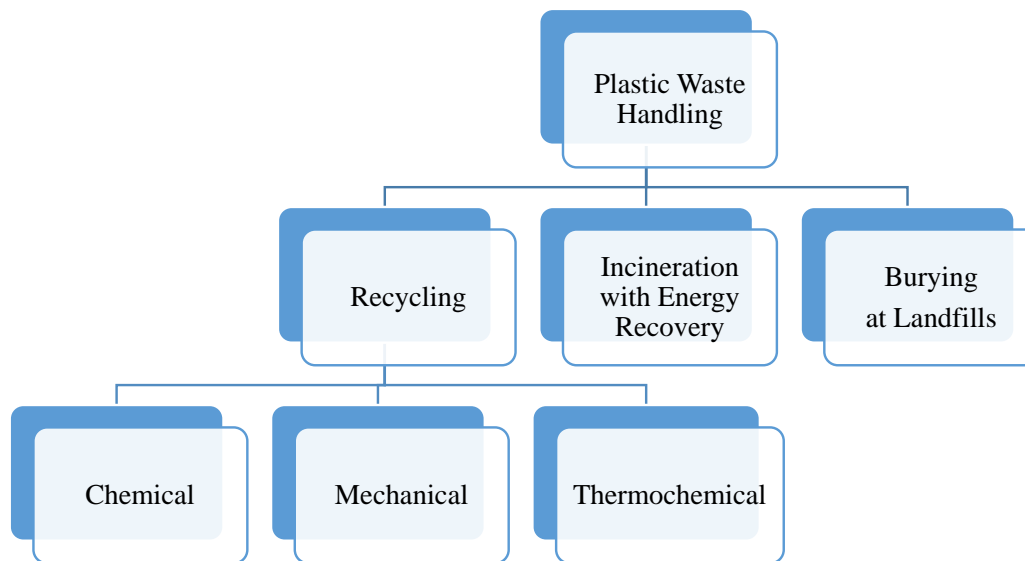 Plastic Waste
Handling
Recycling
Incineration
with Energy
Recovery
Burying
at Landfills
Chemical
Mechanical
Thermochemical